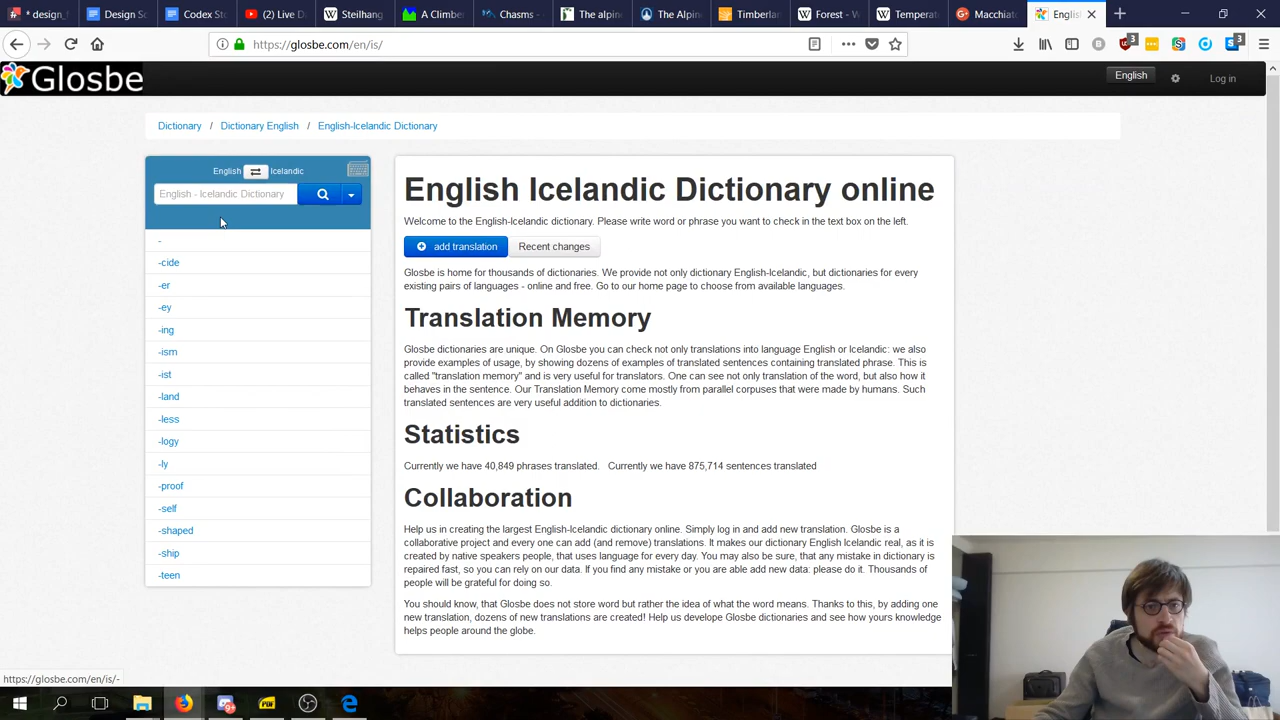 * design_
Design Sc
Codex Sto
(2) Live D
Steilhang
A Climbe
Chasms -
The alpin
The Alpin
Timberlan
Forest - W
Temperat
Macchiato
Englis
https://glosbe.com/en/is/
3
3
Glosbe
English
Log in
Dictionary / Dictionary English / English-Icelandic Dictionary
English Icelandic
English - Icelandic Dictionary
-
-cide
-er
-ey
-ing
-ism
-ist
-land
-less
-logy
-ly
-proof
-self
-shaped
-ship
-teen
English Icelandic Dictionary online
Welcome to the English-Icelandic dictionary. Please write word or phrase you want to check in the text box on the left.
add translation
Recent changes
Glosbe is home for thousands of dictionaries. We provide not only dictionary English-Icelandic, but dictionaries for every
existing pairs of languages - online and free. Go to our home page to choose from available languages.
Translation Memory
Glosbe dictionaries are unique. On Glosbe you can check not only translations into language English or Icelandic: we also
provide examples of usage, by showing dozens of examples of translated sentences containing translated phrase. This is
called "translation memory" and is very useful for translators. One can see not only translation of the word, but also how it
behaves in the sentence. Our Translation Memory come mostly from parallel corpuses that were made by humans. Such
translated sentences are very useful addition to dictionaries.
Statistics
Currently we have 40,849 phrases translated. Currently we have 875,714 sentences translated
Collaboration
Help us in creating the largest English-Icelandic dictionary online. Simply log in and add new translation. Glosbe is a
collaborative project and every one can add (and remove) translations. It makes our dictionary English Icelandic real, as it is
created by native speakers people, that uses language for every day. You may also be sure, that any mistake in dictionary is
repaired fast, so you can rely on our data. If you find any mistake or you are able add new data: please do it. Thousands of
people will be grateful for doing so.
You should know, that Glosbe does not store word but rather the idea of what the word means. Thanks to this, by adding one
new translation, dozens of new translations are created! Help us develope Glosbe dictionaries and see how yours knowledge
helps people around the globe.
https://glosbe.com/en/is/-